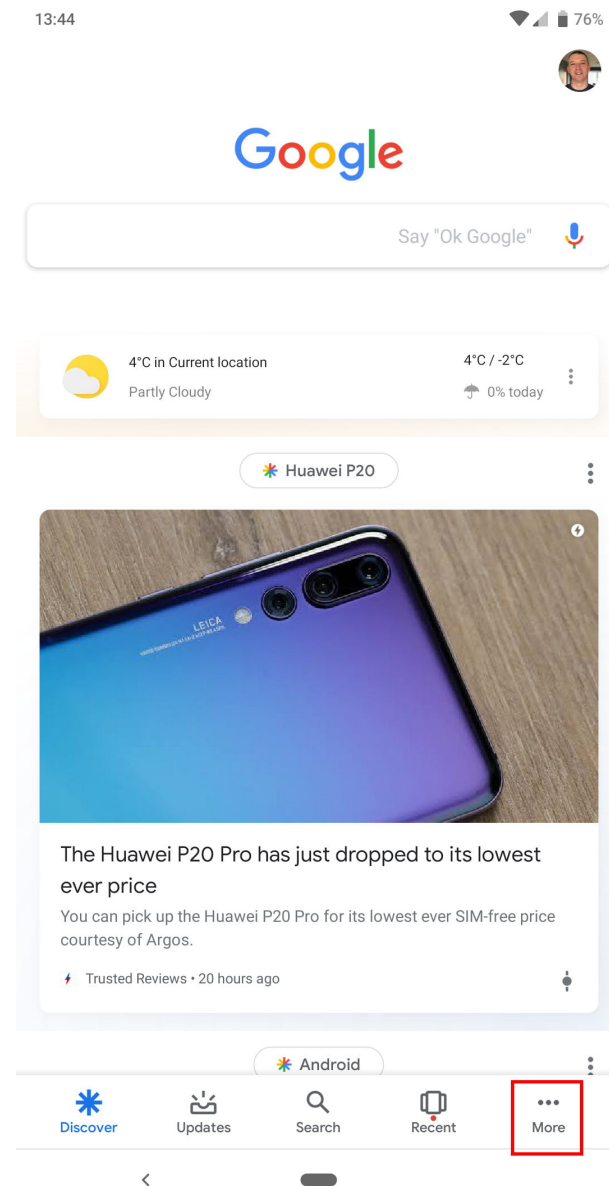 13:44
76%
Google
Say "Ok Google"
4°C in Current location
4°C / -2°C
Partly Cloudy
0% today
Huawei P20
LEICA
The Huawei P20 Pro has just dropped to its lowest
ever price
You can pick up the Huawei P20 Pro for its lowest ever SIM-free price
courtesy of Argos.
Trusted Reviews • 20 hours ago
Android
Discover
Updates
Search
Recent
More